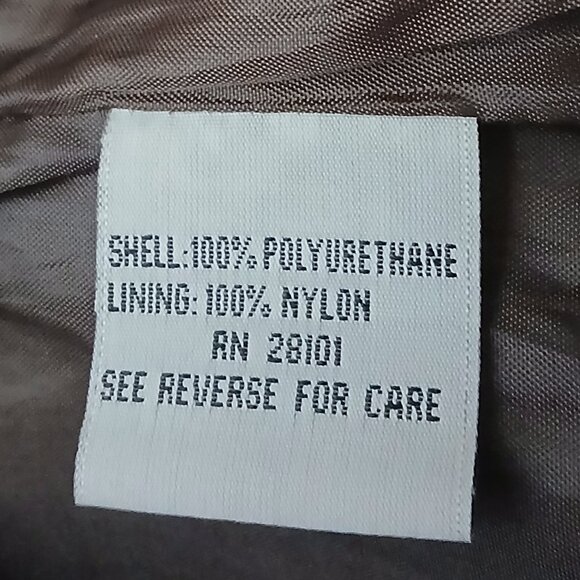 SHELL:100% POLYURETHANE
LINING: 100% NYLON
RN 28101
SEE REVERSE FOR CARE